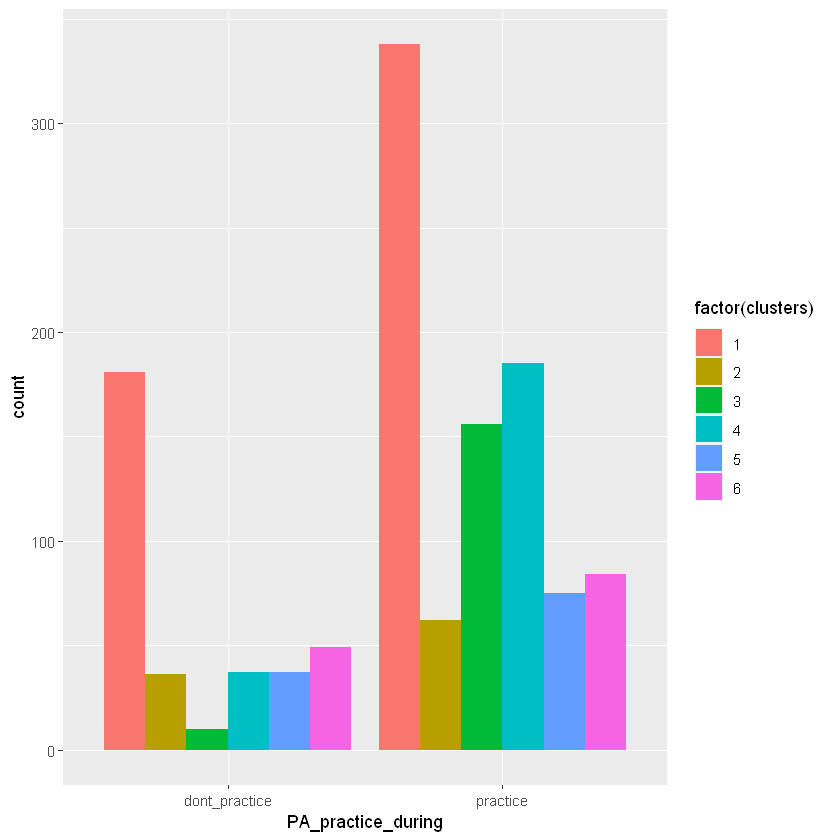 count
300
200
100
0
dont_practice
practice
PA_practice_during
factor(clusters)
1
2
3
4
5
6